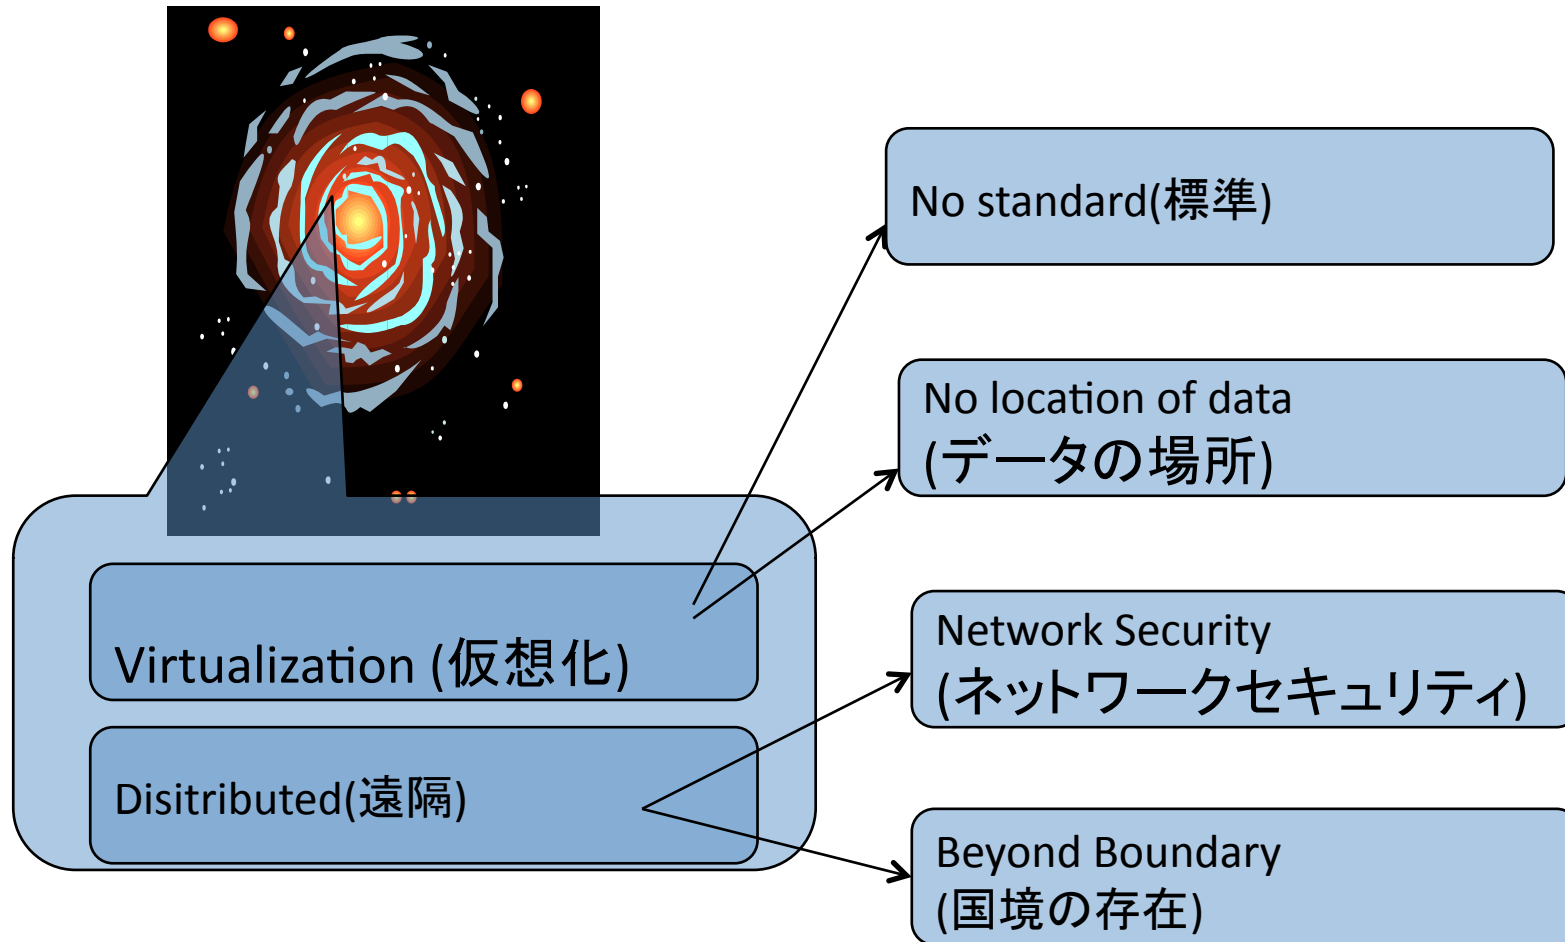 Virtualization (仮想化)
Disitributed(遠隔)
No standard(標準)
No location of data
(データの場所)
Network Security
(ネットワークセキュリティ)
Beyond Boundary
(国境の存在)